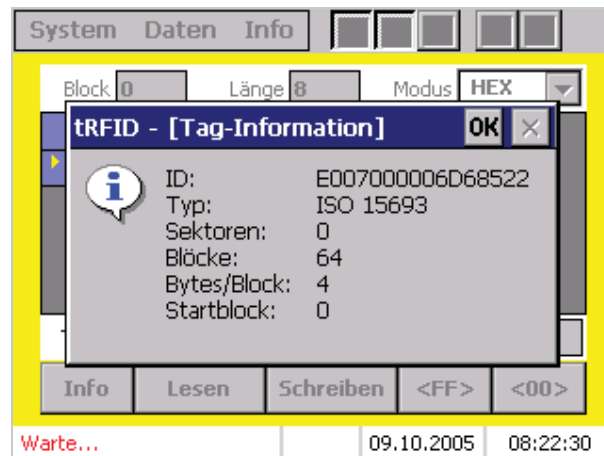 System Daten Info
Block 0 Länge 8 Modus HEX
tRFID - [Tag-Information] OK
ID: E007000006D68522
Typ: ISO 15693
Sektoren: 0
Blöcke: 64
Bytes/Block: 4
Startblock: 0
Info Lesen Schreiben <FF> <00>
Warte... 09.10.2005 08:22:30